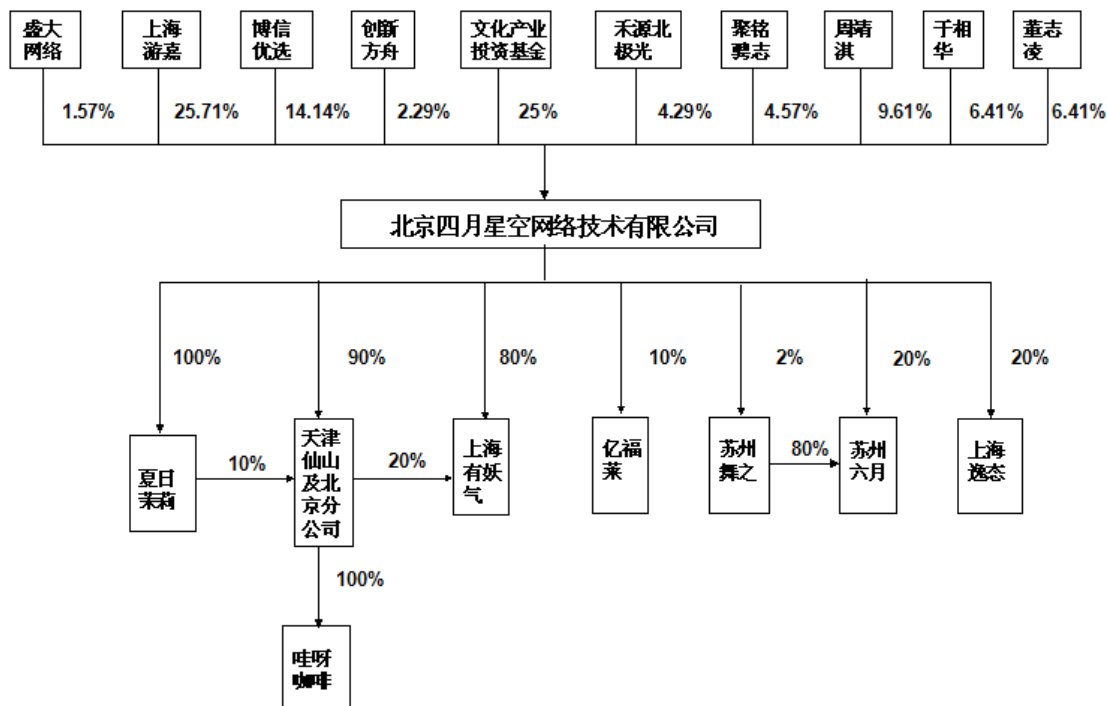 盛大
网络
上海
游嘉
博信
优选
创新
方舟
文化产业
投资基金
禾源北
极光
聚铭
骋志
周靖
淇
于相
华
董志
凌
1.57%
25.71%
14.14%
2.29%
25%
4.29%
4.57%
9.61%
6.41%
6.41%
北京四月星空网络技术有限公司
100%
90%
80%
10%
2%
20%
20%
夏日
茉莉
10%
天津
仙山
及北
京分
公司
20%
上海
有妖
气
亿福
莱
苏州
舞之
80%
苏州
六月
上海
逸态
100%
哇呀
咖啡